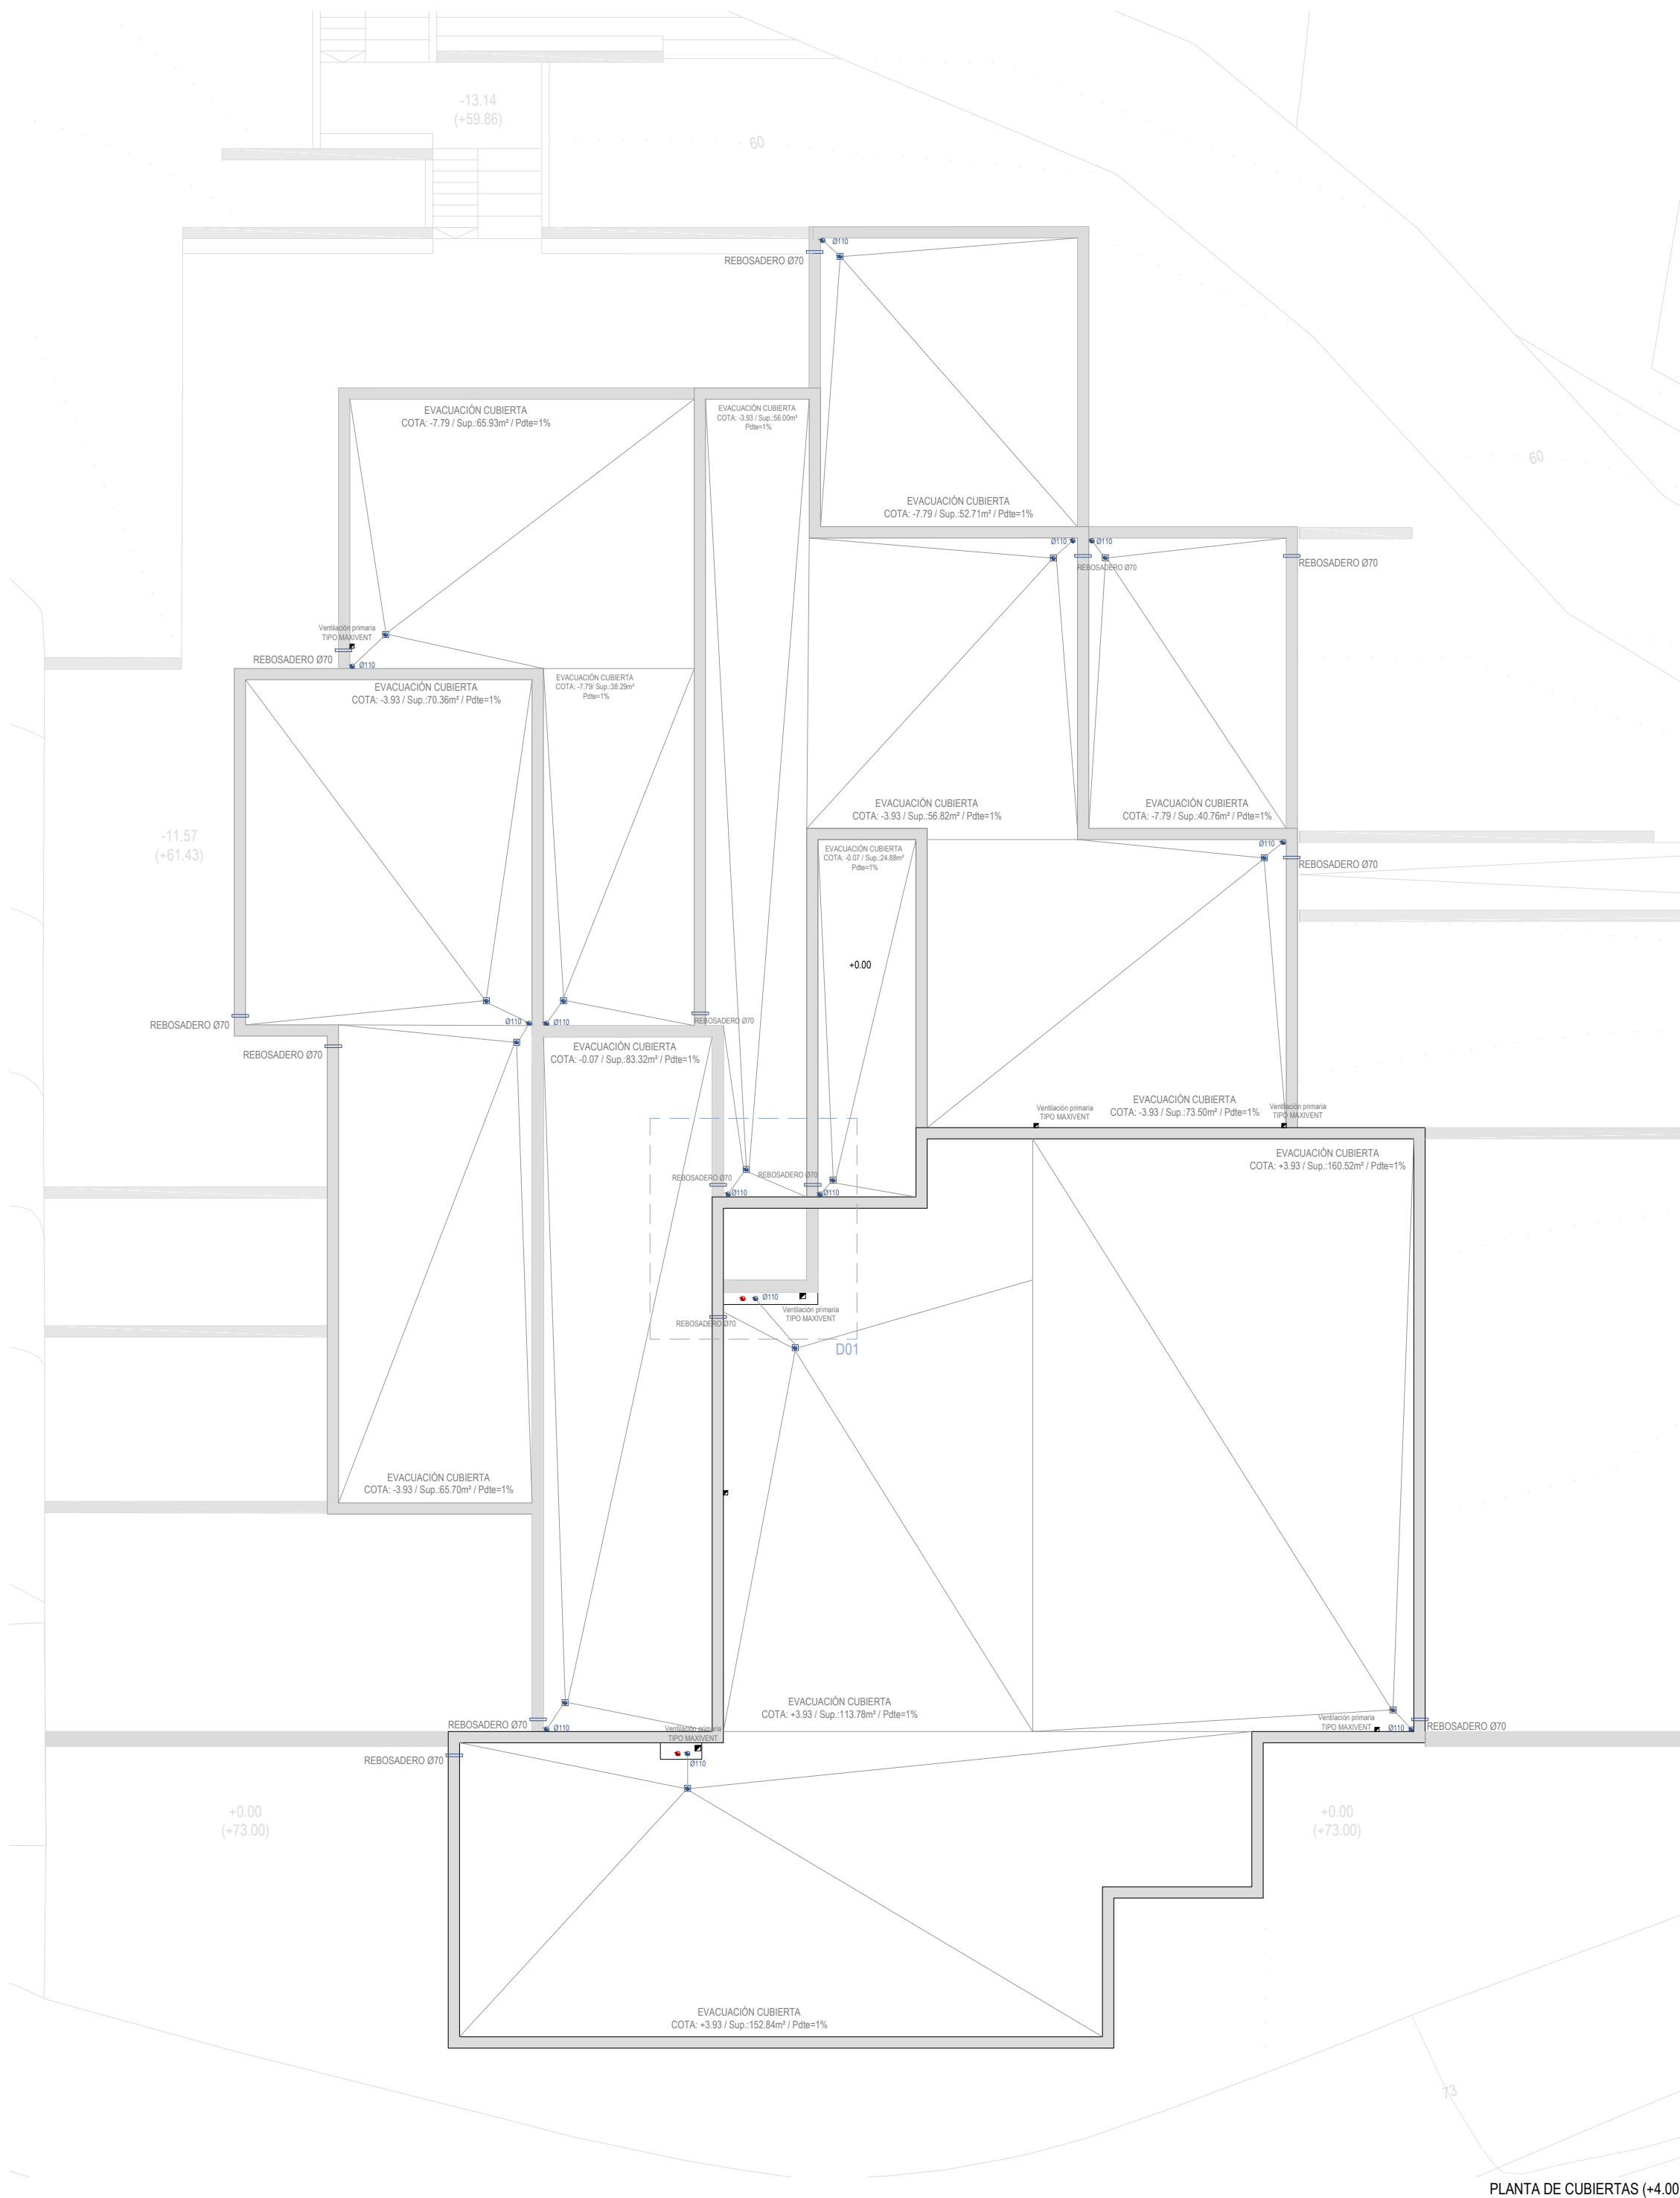 -13.14
(+59.86)
60
Ø110
REBOSADERO Ø70
EVACUACIÓN CUBIERTA
COTA: -7.79 / Sup.:65.93m² / Pdte=1%
EVACUACIÓN CUBIERTA
COTA: -3.93 / Sup.:56.00m²
Pdte=1%
60
EVACUACIÓN CUBIERTA
COTA: -7.79 / Sup.:52.71m² / Pdte=1%
Ø110
Ø110
REBOSADERO Ø70
REBOSADERO Ø70
Ventilación primaria
TIPO MAXIVENT
REBOSADERO Ø70
Ø110
EVACUACIÓN CUBIERTA
COTA: -3.93 / Sup.:70.36m² / Pdte=1%
EVACUACIÓN CUBIERTA
COTA: -7.79/ Sup.:38.29m²
Pdte=1%
EVACUACIÓN CUBIERTA
COTA: -3.93 / Sup.:56.82m² / Pdte=1%
EVACUACIÓN CUBIERTA
COTA: -7.79 / Sup.:40.76m² / Pdte=1%
-11.57
(+61.43)
EVACUACIÓN CUBIERTA
COTA: -0.07 / Sup.:24.88m²
Pdte=1%
Ø110
REBOSADERO Ø70
+0.00
REBOSADERO Ø70
Ø110
Ø110
REBOSADERO Ø70
REBOSADERO Ø70
EVACUACIÓN CUBIERTA
COTA: -0.07 / Sup.:83.32m² / Pdte=1%
EVACUACIÓN CUBIERTA
COTA: -3.93 / Sup.:73.50m² / Pdte=1%
Ventilación primaria
TIPO MAXIVENT
Ventilación primaria
TIPO MAXIVENT
EVACUACIÓN CUBIERTA
COTA: +3.93 / Sup.:160.52m² / Pdte=1%
REBOSADERO Ø70
REBOSADERO Ø70
Ø110
Ø110
Ø110
Ventilación primaria
TIPO MAXIVENT
REBOSADERO Ø70
D01
EVACUACIÓN CUBIERTA
COTA: -3.93 / Sup.:65.70m² / Pdte=1%
EVACUACIÓN CUBIERTA
COTA: +3.93 / Sup.:113.78m² / Pdte=1%
REBOSADERO Ø70
Ø110
Ventilación primaria
TIPO MAXIVENT
Ventilación primaria
TIPO MAXIVENT
Ø110
REBOSADERO Ø70
REBOSADERO Ø70
Ø110
+0.00
(+73.00)
+0.00
(+73.00)
EVACUACIÓN CUBIERTA
COTA: +3.93 / Sup.:152.84m² / Pdte=1%
73
PLANTA DE CUBIERTAS (+4.00